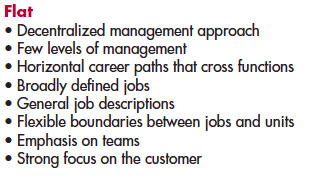 Flat
• Decentralized management approach
• Few levels of management
• Horizontal career paths that cross functions
• Broadly defined jobs
• General job descriptions
• Flexible boundaries between jobs and units
• Emphasis on teams
• Strong focus on the customer